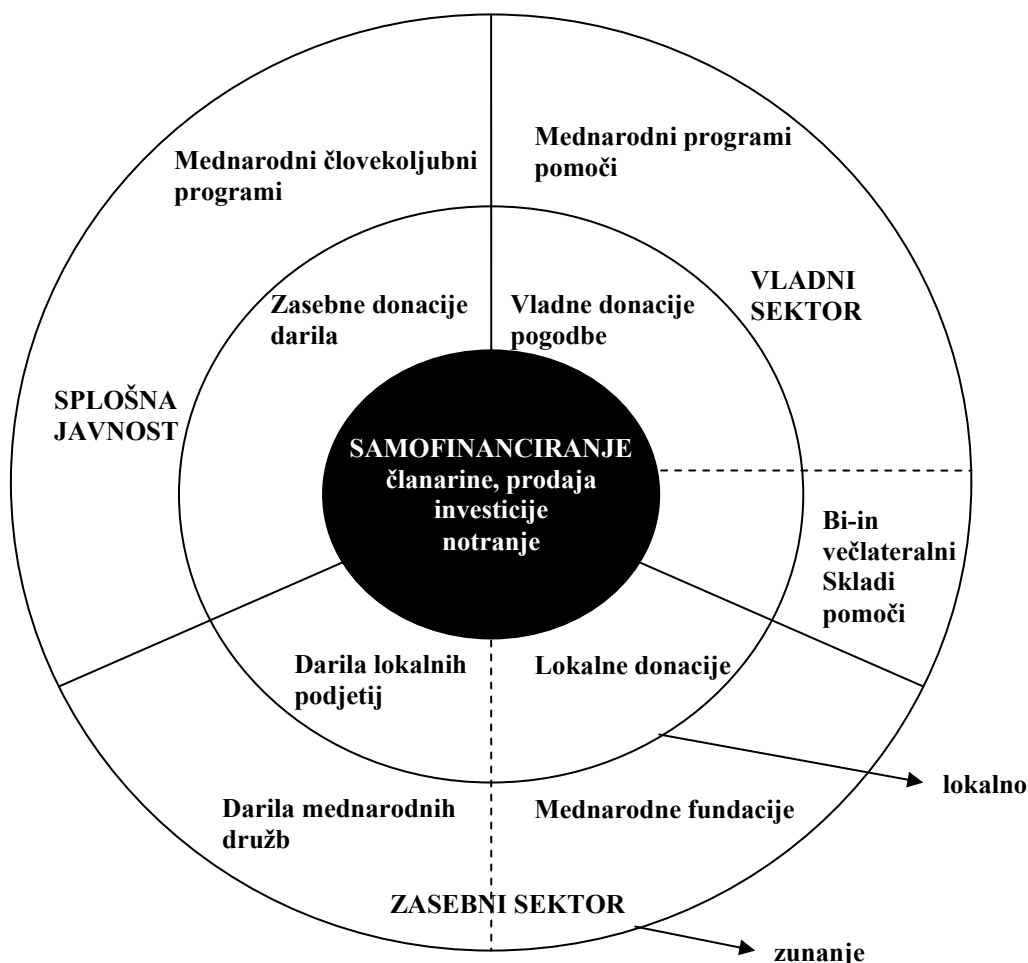 Mednarodni človekoljubni
programi
Mednarodni programi
pomoči
Zasebne donacije
darila
Vladne donacije
pogodbe
VLADNI
SEKTOR
SPLOŠNA
JAVNOST
SAMOFINANCIRANJE
članarine, prodaja
investicije
notranje
Bi-in
večlateralni
Skladi
pomoči
Darila lokalnih
podjetij
Lokalne donacije
lokalno
Darila mednarodnih
družb
Mednarodne fundacije
ZASEBNI SEKTOR
zunanje